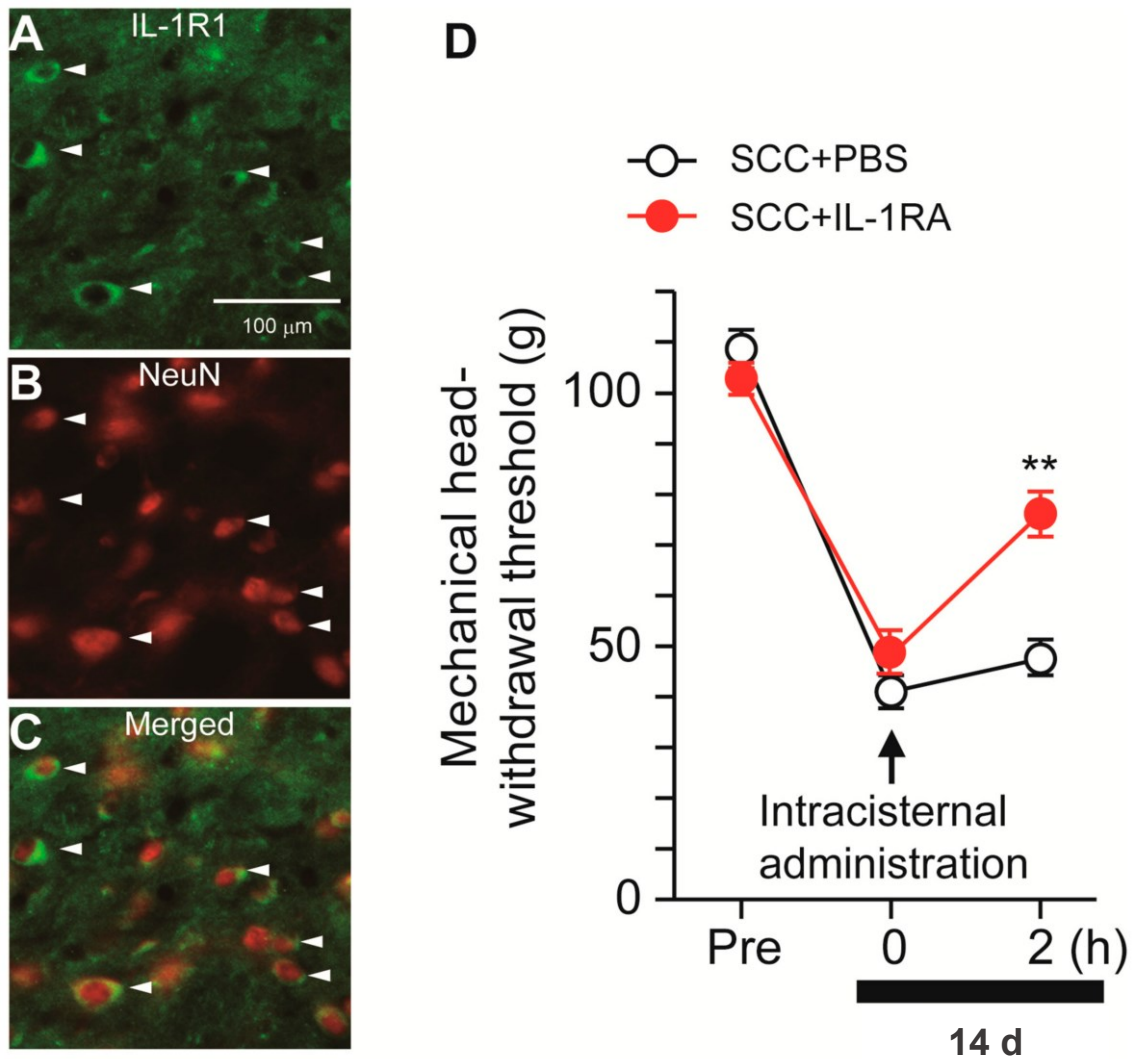 A
IL-1R1
100 μm
B
NeuN
C
Merged
D
SCC+PBS
SCC+IL-1RA
Mechanical head-
withdrawal threshold (g)
100
50
0
**
Intracisternal
administration
Pre
0
2 (h)
14 d